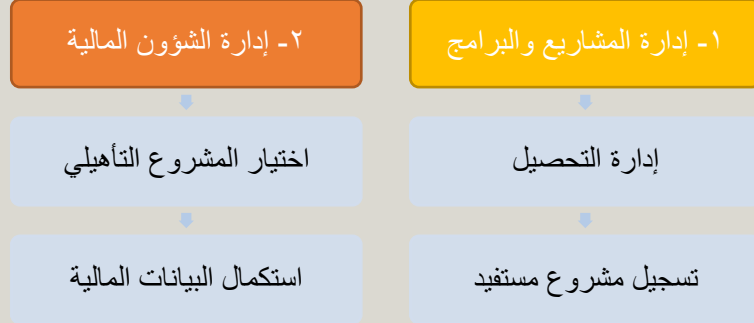 ١- إدارة المشاريع والبرامج
إدارة التحصيل
تسجيل مشروع مستفيد
٢- إدارة الشؤون المالية
اختيار المشروع التأهيلي
استكمال البيانات المالية